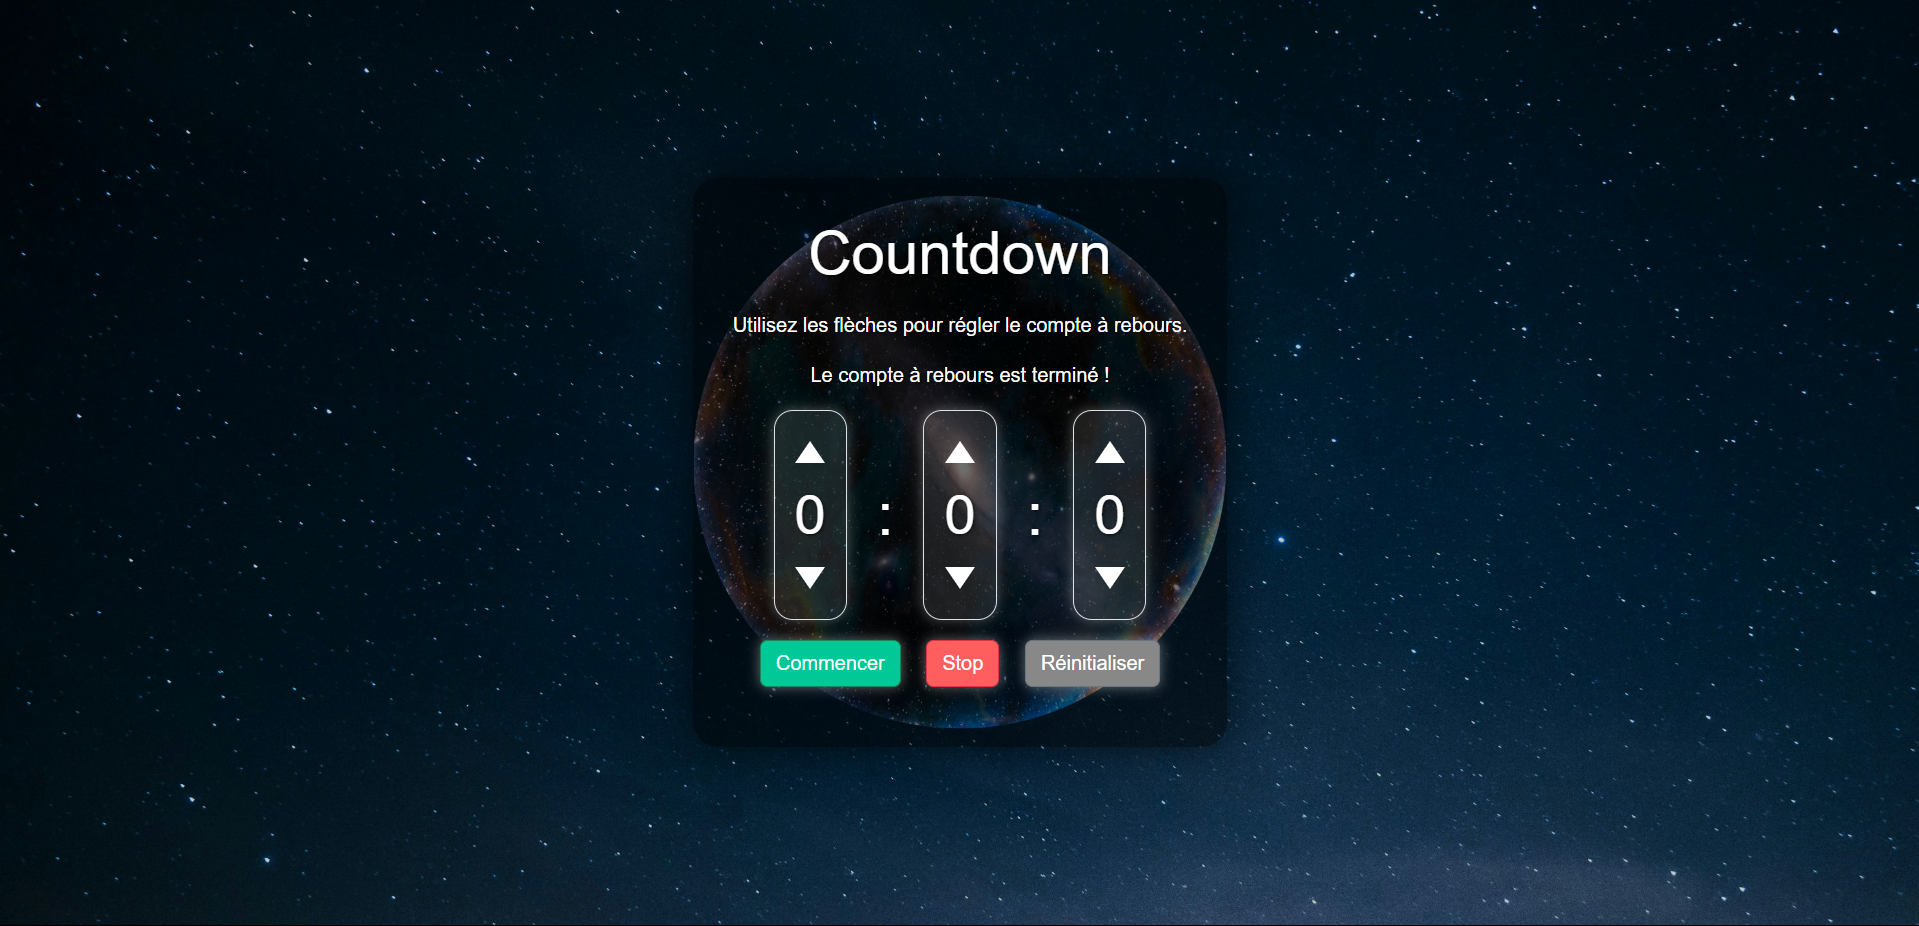 Countdown
Utilisez les flèches pour régler le compte à rebours.
Le compte à rebours est terminé !
0 : 0 : 0
Commencer Stop Réinitialiser